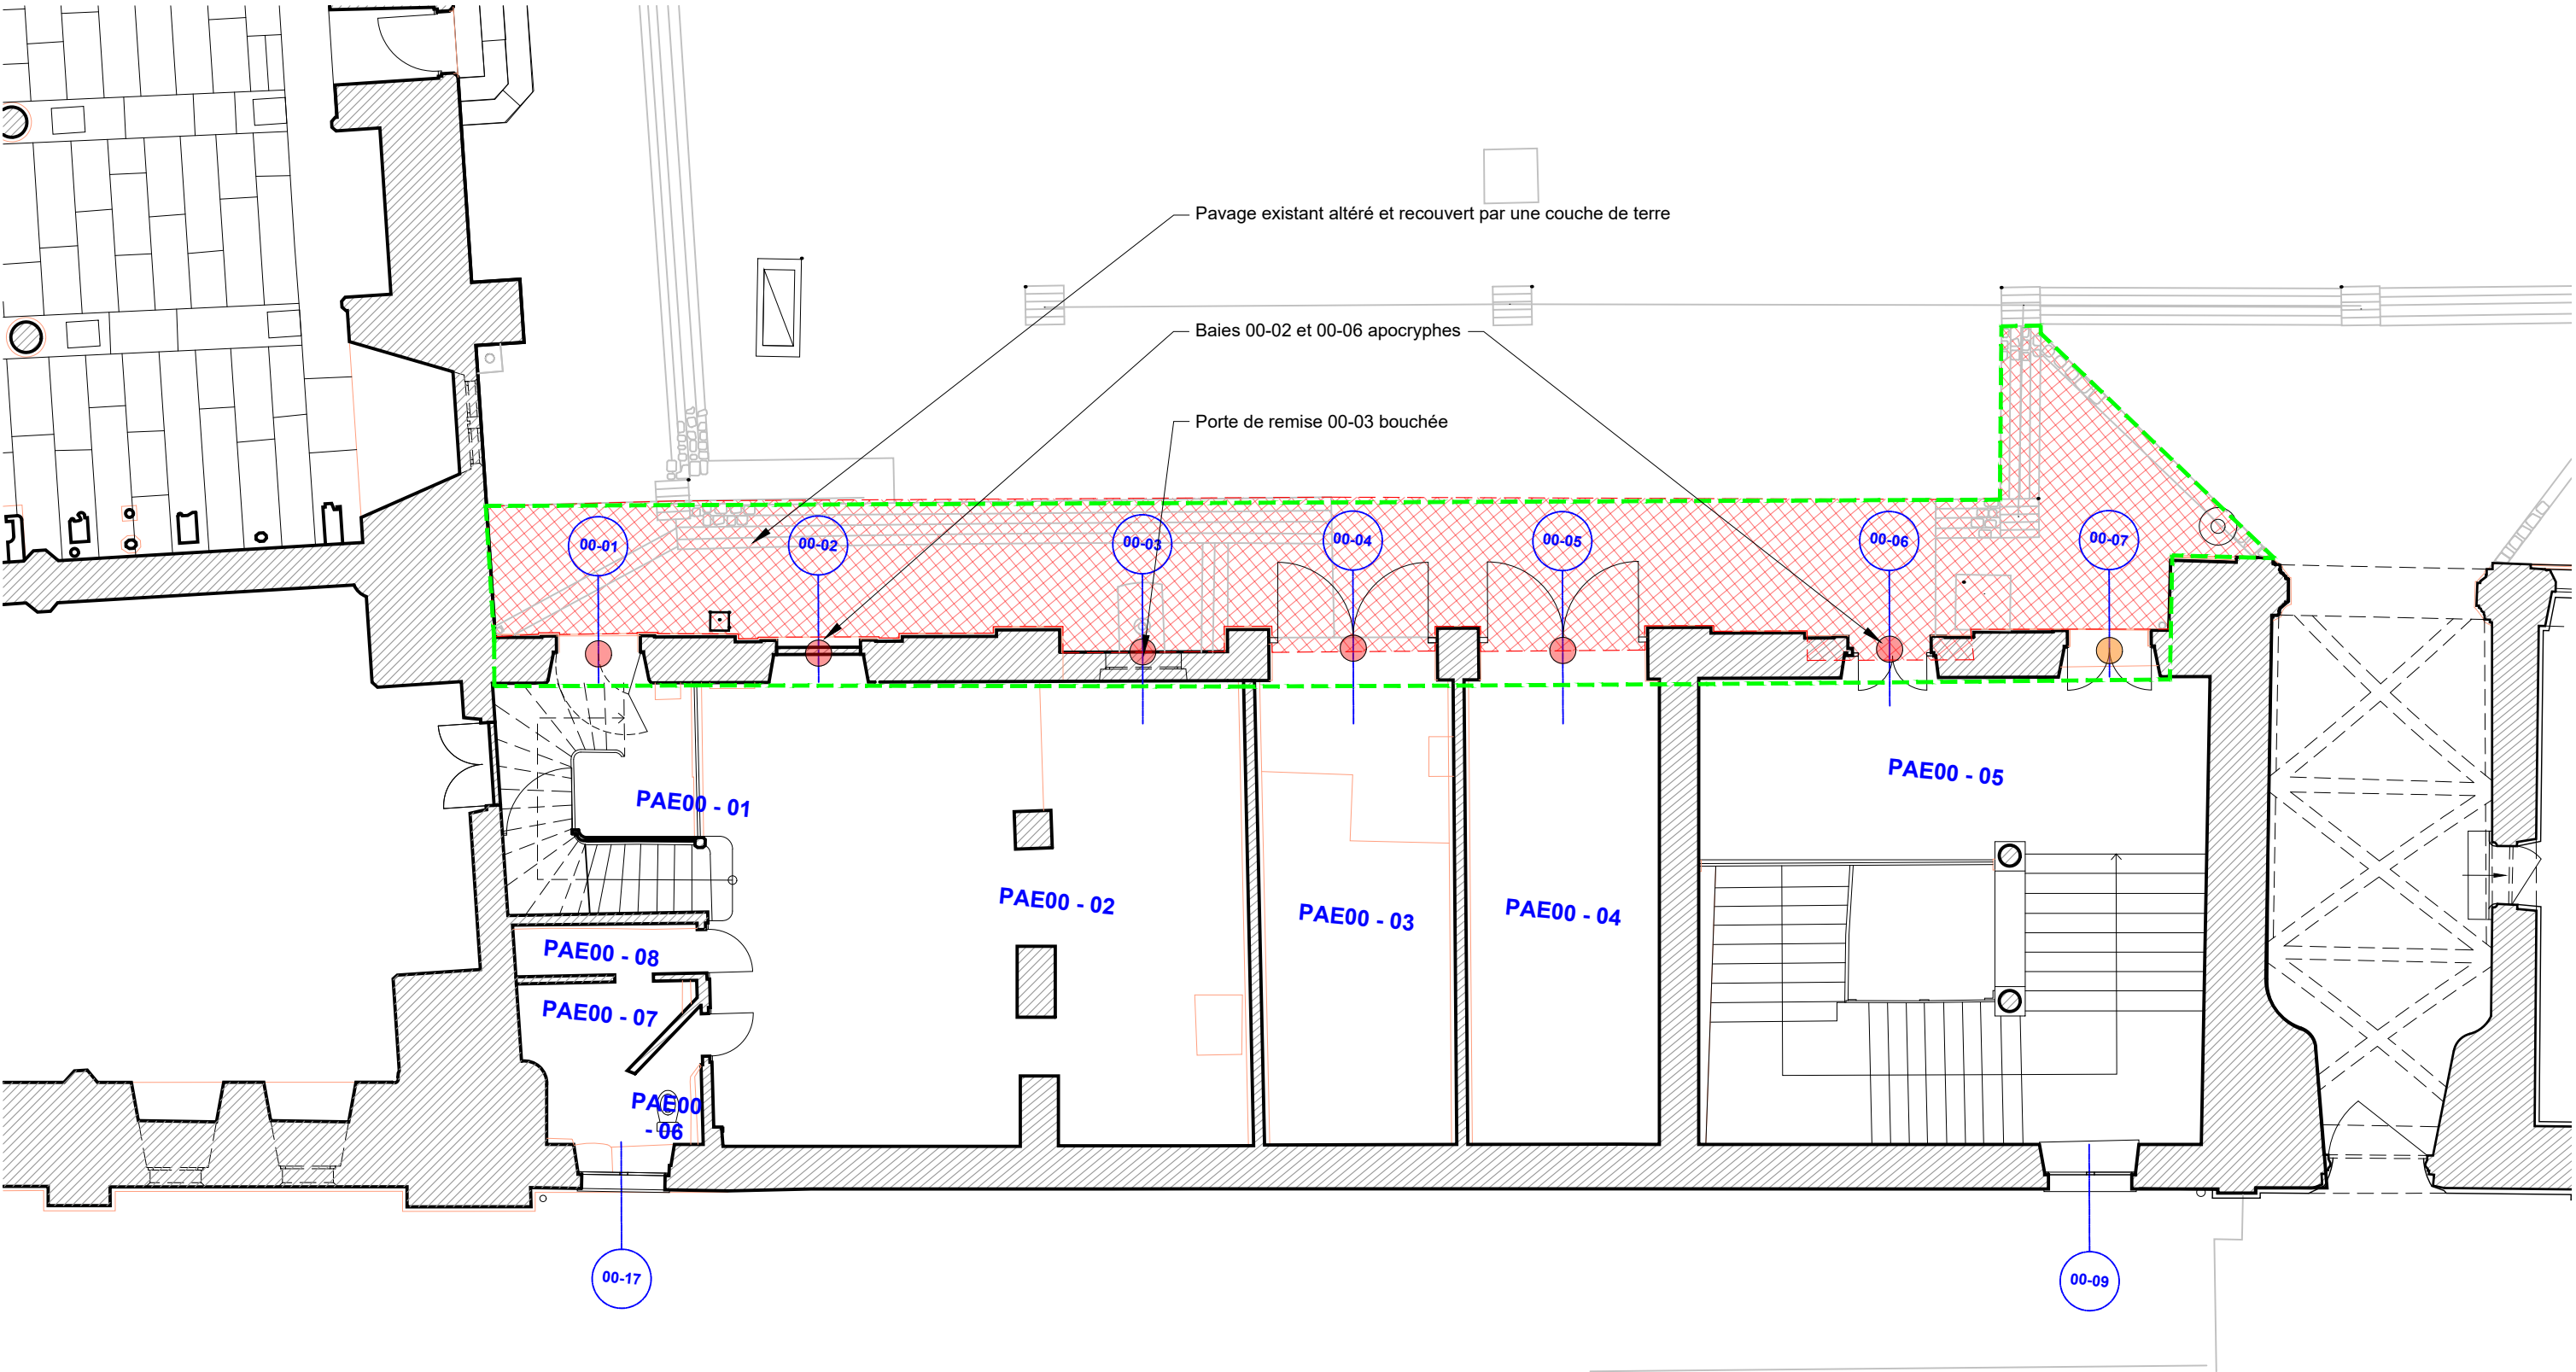 Pavage existant altéré et recouvert par une couche de terre
Baies 00-02 et 00-06 apocryphes
Porte de remise 00-03 bouchée
00-01
00-02
00-03
00-04
00-05
00-06
00-07
PAE00 - 01
PAE00 - 02
PAE00 - 03
PAE00 - 04
PAE00 - 05
PAE00 - 08
PAE00 - 07
PAE00
- 06
00-17
00-09